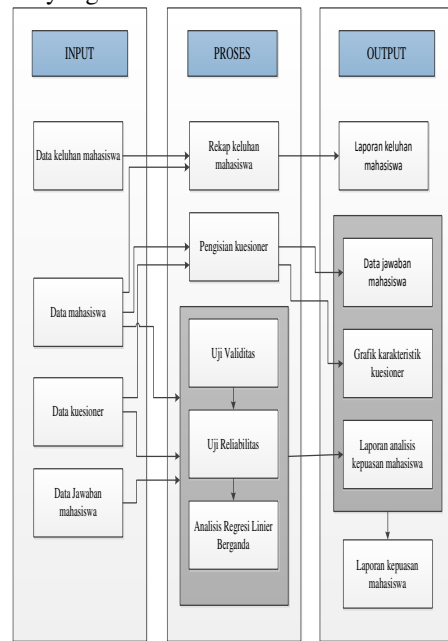 INPUT
PROSES
OUTPUT
Data keluhan mahasiswa
Rekap keluhan
mahasiswa
Laporan keluhan
mahasiswa
Pengisian kuesioner
Data jawaban
mahasiswa
Data mahasiswa
Uji Validitas
Grafik karakteristik
kuesioner
Data kuesioner
Uji Reliabilitas
Laporan analisis
kepuasan mahasiswa
Data Jawaban
mahasiswa
Analisis Regresi Linier
Berganda
Laporan kepuasan
mahasiswa